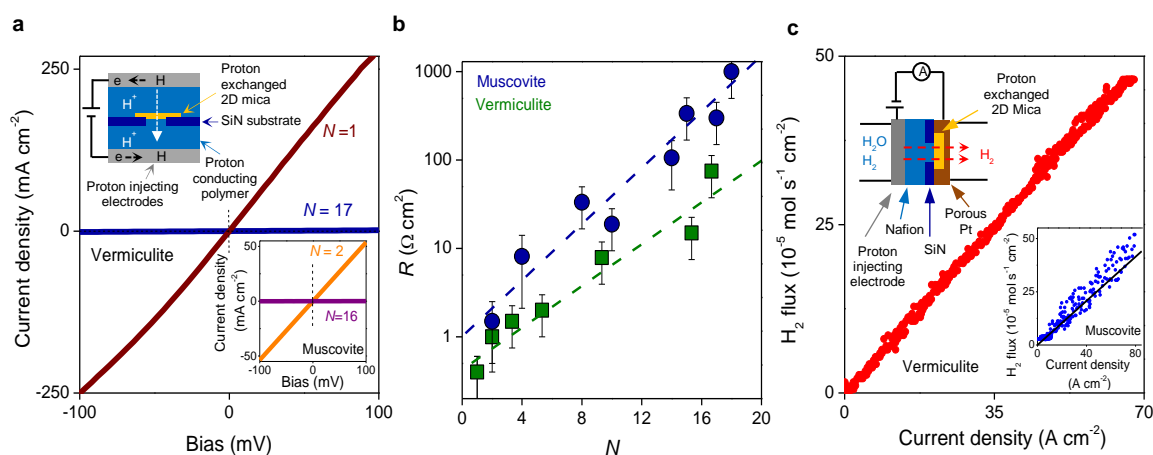 a
Current density (mA cm-2)
250
0
-250
-100
0
100
Bias (mV)
e
H
H+
H+
e
H
Proton
exchanged
2D mica
SiN substrate
Proton injecting
electrodes
Proton
conducting
polymer
N=1
N = 17
Vermiculite
Current density
(mA cm-2)
50
0
-50
N = 2
N=16
Muscovite
-100
0
100
Bias (mV)
b
R (Ω cm2)
1000
100
10
1
Muscovite
Vermiculite
0
4
8
12
16
20
N
c
H2 flux (10-5 mol s-1 cm-2)
50
25
0
0
35
70
Current density (A cm-2)
A
Proton
exchanged
2D Mica
H2O
H2
H2
Nafion
SiN
Porous
Pt
Proton
injecting
electrode
Vermiculite
H2 flux (10-5 mol s-1 cm-2)
51
34
17
0
0
40
80
Muscovite
Current density
(A cm-2)